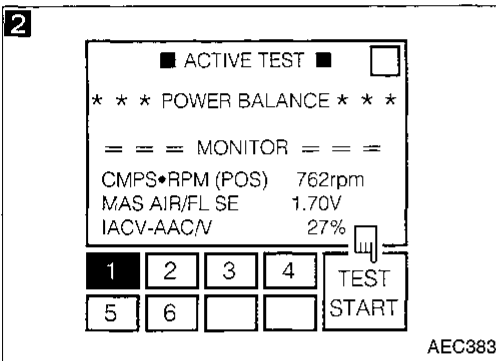 2
■ ACTIVE TEST ■
* * * POWER BALANCE * * *
= = = MONITOR = = =
CMPS•RPM (POS) 762rpm
MAS AIR/FL SE 1.70V
IACV-AAC/V 27%
1 2 3 4 TEST
5 6 START
AEC383